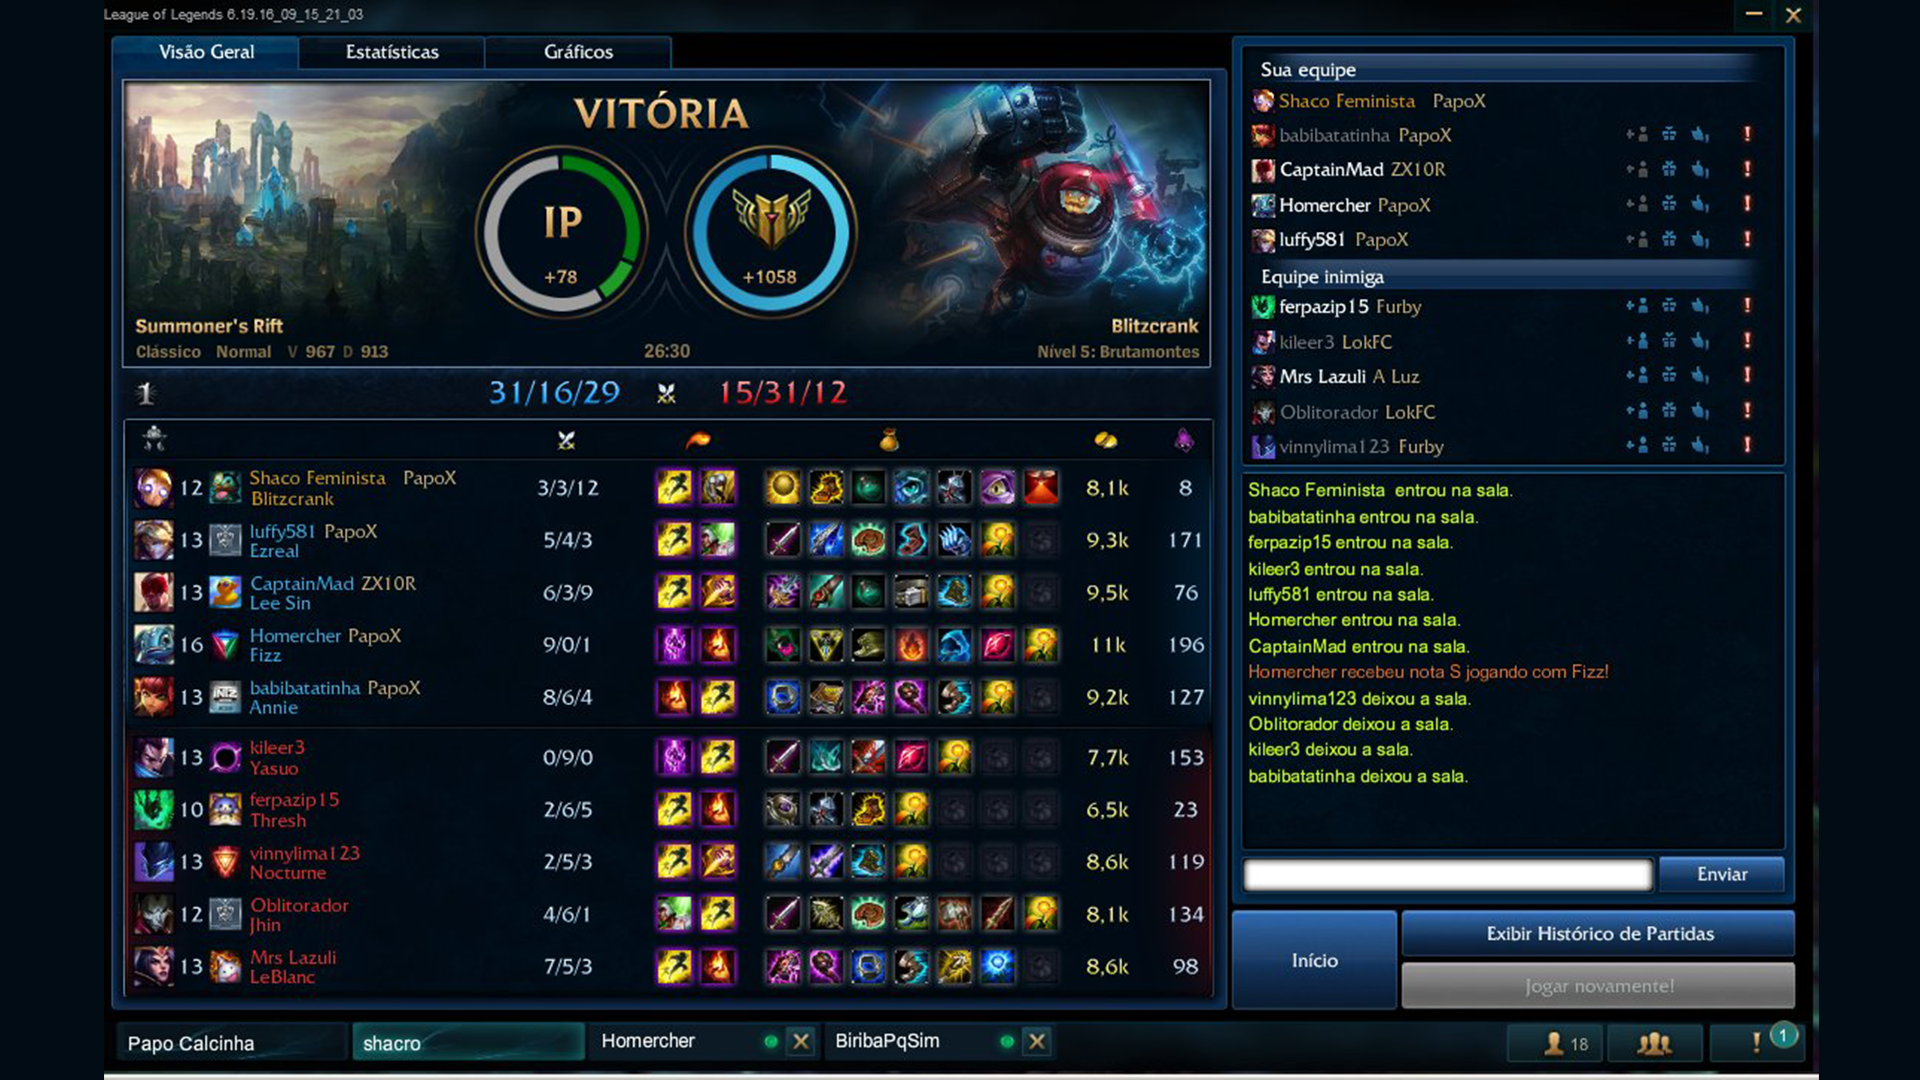 League of Legends 6.19.16_09_15_21_03
Visão Geral Estatísticas Gráficos
VITÓRIA
IP
+78
+1058
Summoner's Rift
Clássico Normal V 967 D 913
26:30
Blitzcrank
Nível 5: Brutamontes
1 31/16/29 15/31/12
12 Shaco Feminista PapoX 3/3/12 8,1k 8
Blitzcrank
13 luffy581 PapoX 5/4/3 9,3k 171
Ezreal
13 CaptainMad ZX10R 6/3/9 9,5k 76
Lee Sin
16 Homercher PapoX 9/0/1 11k 196
Fizz
13 babibatatinha PapoX 8/6/4 9,2k 127
Annie
13 kileer3 0/9/0 7,7k 153
Yasuo
10 ferpazip15 2/6/5 6,5k 23
Thresh
13 vinnylima123 2/5/3 8,6k 119
Nocturne
12 Oblitorador 4/6/1 8,1k 134
Jhin
13 Mrs Lazuli 7/5/3 8,6k 98
LeBlanc
Sua equipe
Shaco Feminista PapoX
babibatatinha PapoX
CaptainMad ZX10R
Homercher PapoX
luffy581 PapoX
Equipe inimiga
ferpazip15 Furby
kileer3 LokFC
Mrs Lazuli A Luz
Oblitorador LokFC
vinnylima123 Furby
Shaco Feminista entrou na sala.
babibatatinha entrou na sala.
ferpazip15 entrou na sala.
kileer3 entrou na sala.
luffy581 entrou na sala.
Homercher entrou na sala.
CaptainMad entrou na sala.
Homercher recebeu nota S jogando com Fizz!
vinnylima123 deixou a sala.
Oblitorador deixou a sala.
kileer3 deixou a sala.
babibatatinha deixou a sala.
Enviar
Início
Exibir Histórico de Partidas
Jogar novamente!
Papo Calcinha shacro Homercher BiribaPqSim 18 1